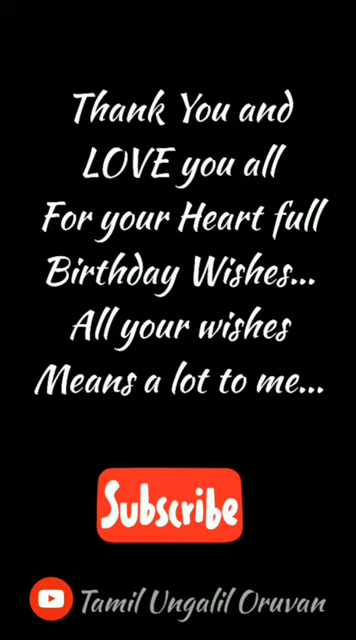 Thank You and
LOVE you all
For your Heart full
Birthday Wishes...
All your wishes
Means a lot to me...
Subscribe
Tamil Ungalil Oruvan